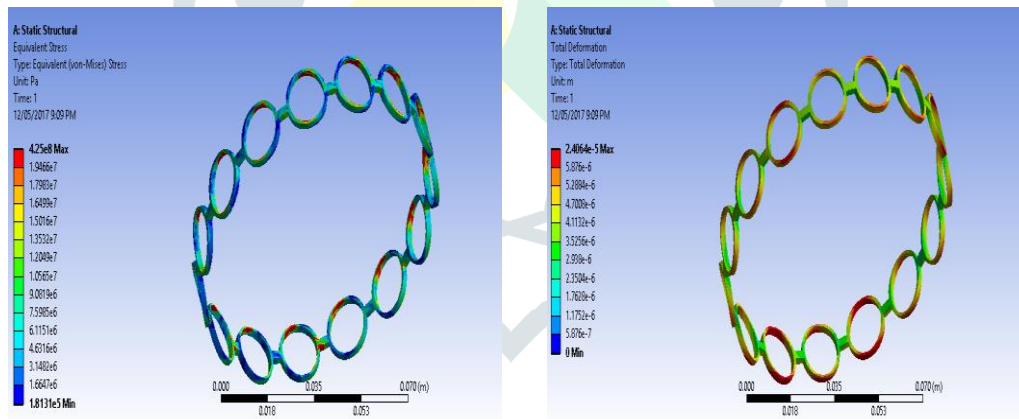 A: Static Structural
Equivalent Stress
Type: Equivalent (von-Mises) Stress
Unit: Pa
Time: 1
12/05/2017 9:09 PM
4.25e8 Max
1.9466e7
1.7983e7
1.6499e7
1.5016e7
1.3532e7
1.2049e7
1.0565e7
9.0819e6
7.5985e6
6.1151e6
4.6316e6
3.1482e6
1.6647e6
1.8131e5 Min
0.000
0.035
0.070 (m)
0.018
0.053
A: Static Structural
Total Deformation
Type: Total Deformation
Unit: m
Time: 1
12/05/2017 9:09 PM
2.4064e-5 Max
5.876e-6
5.2884e-6
4.7008e-6
4.1132e-6
3.5256e-6
2.938e-6
2.3504e-6
1.7628e-6
1.1752e-6
5.876e-7
0 Min
0.000
0.035
0.070 (m)
0.018
0.053